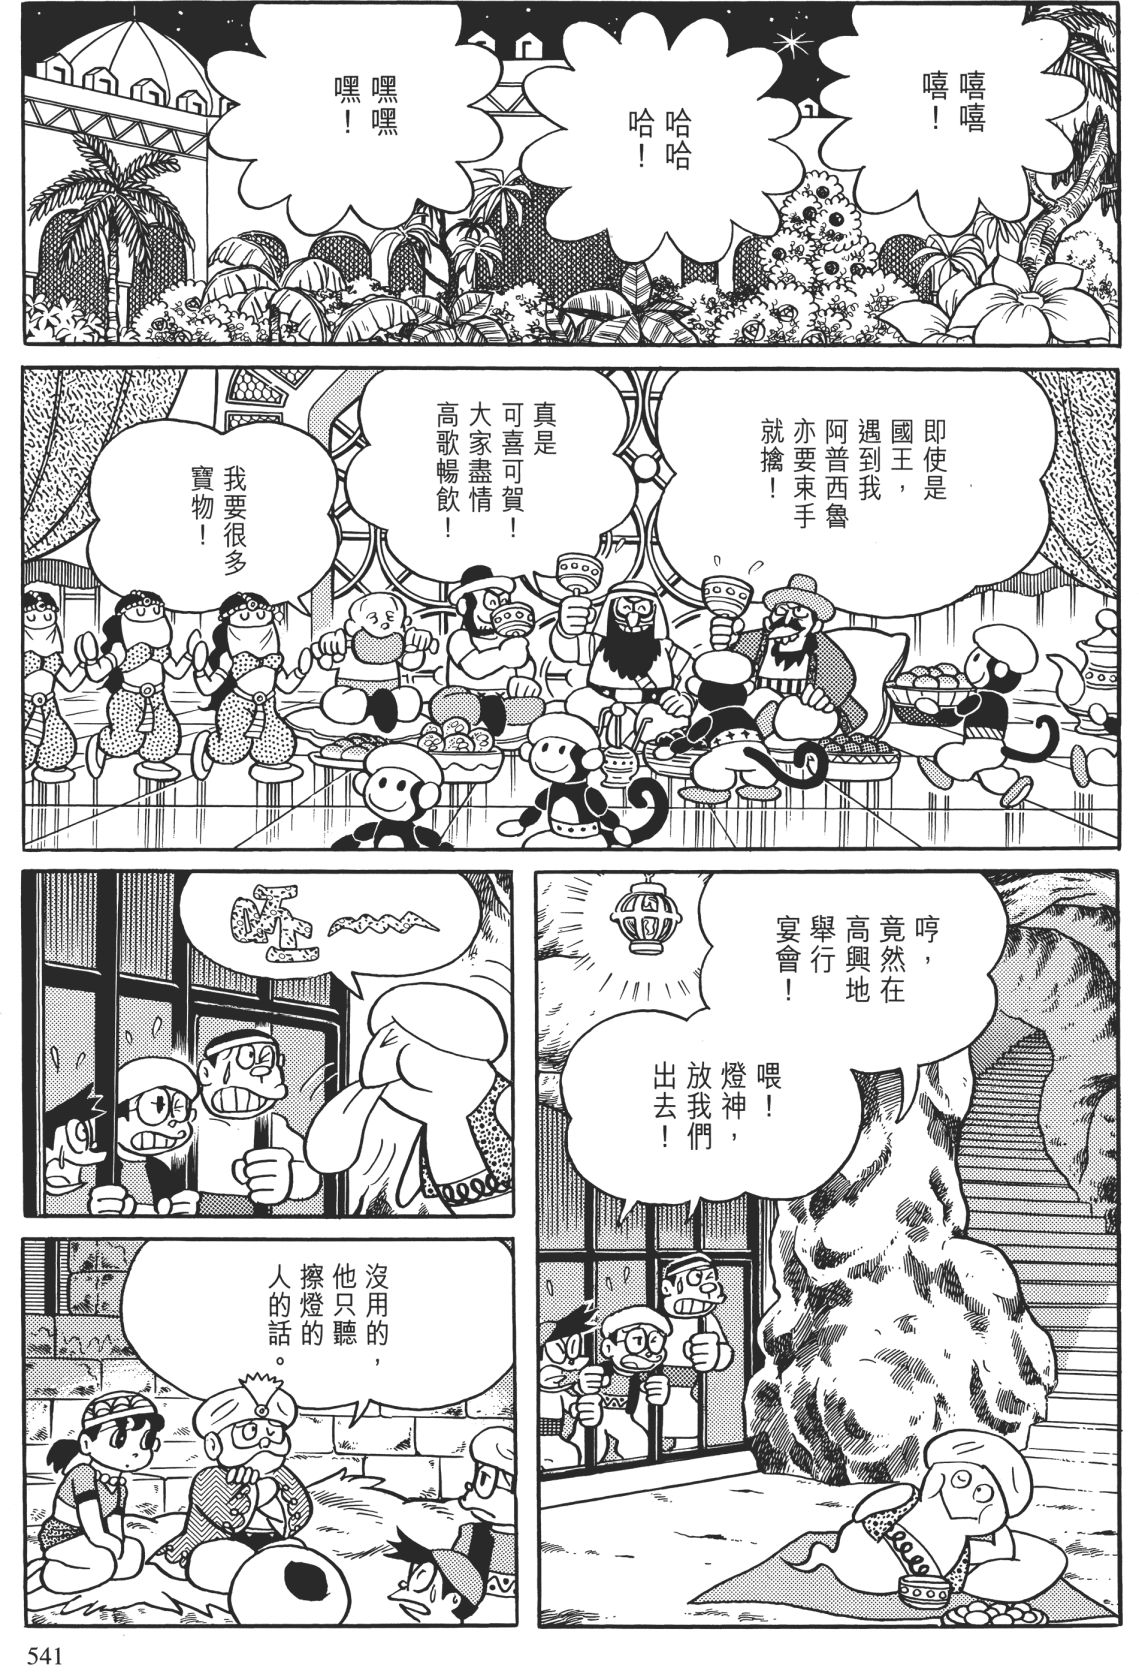 嘻嘻
嘻！
哈哈
哈！
嘿嘿
嘿！
即使是
國王，
遇到我
阿普西魯
亦要束手
就擒！
真是
可喜可賀！
大家盡情
高歌暢飲！
我要很多
寶物！
哼，
竟然在
高興地
舉行
宴會！
喂！
燈神，
放我們
出去！
呸～
沒用的，
他只聽
擦燈的
人的話。
541